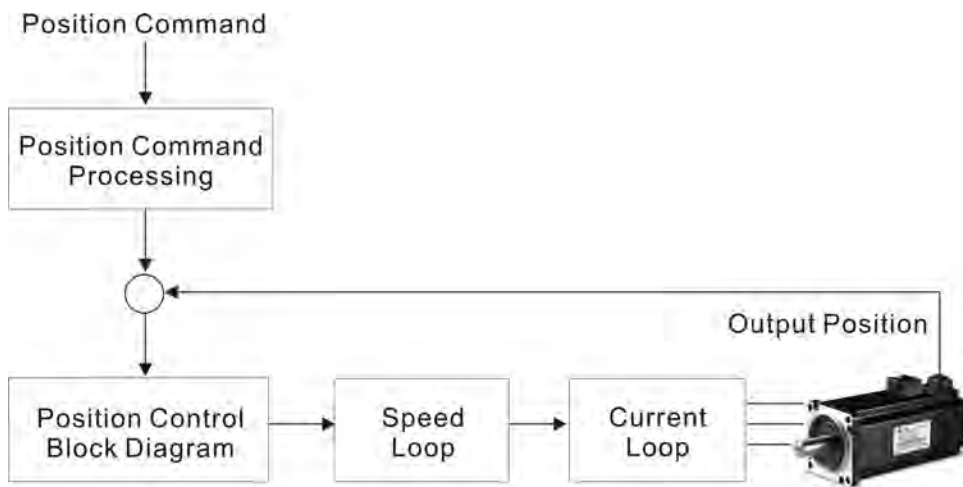 Position Command
Position Command
Processing
Output Position
Position Control
Block Diagram
Speed
Loop
Current
Loop